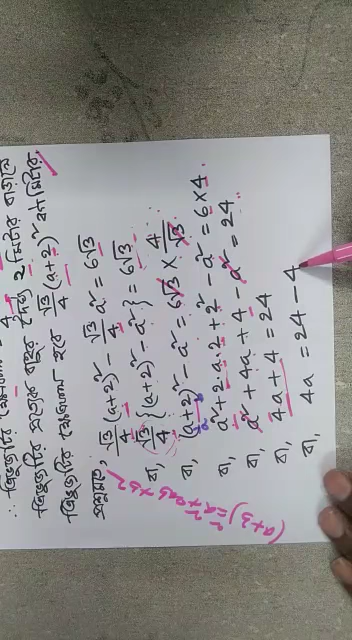 ∴ ত্রিভুজটির ক্ষেত্রফল = 4
ত্রিভুজটির প্রত্যেক বাহুর দৈর্ঘ্য 2 মিটার বাড়ালে
ত্রিভুজটির ক্ষেত্রফল হবে √3/4 (a+2)² বর্গমিটার
প্রশ্নমতে, √3/4 (a+2)² - √3/4 a² = 6√3
বা, √3/4 {(a+2)² - a²} = 6√3
বা, (a+2)² - a² = 6√3 × 4/√3
বা, a² + 2.a.2 + 2² - a² = 6×4
বা, a² + 4a + 4 - a² = 24
বা, 4a + 4 = 24
বা, 4a = 24 - 4
(a+b)² = a² + 2ab + b²